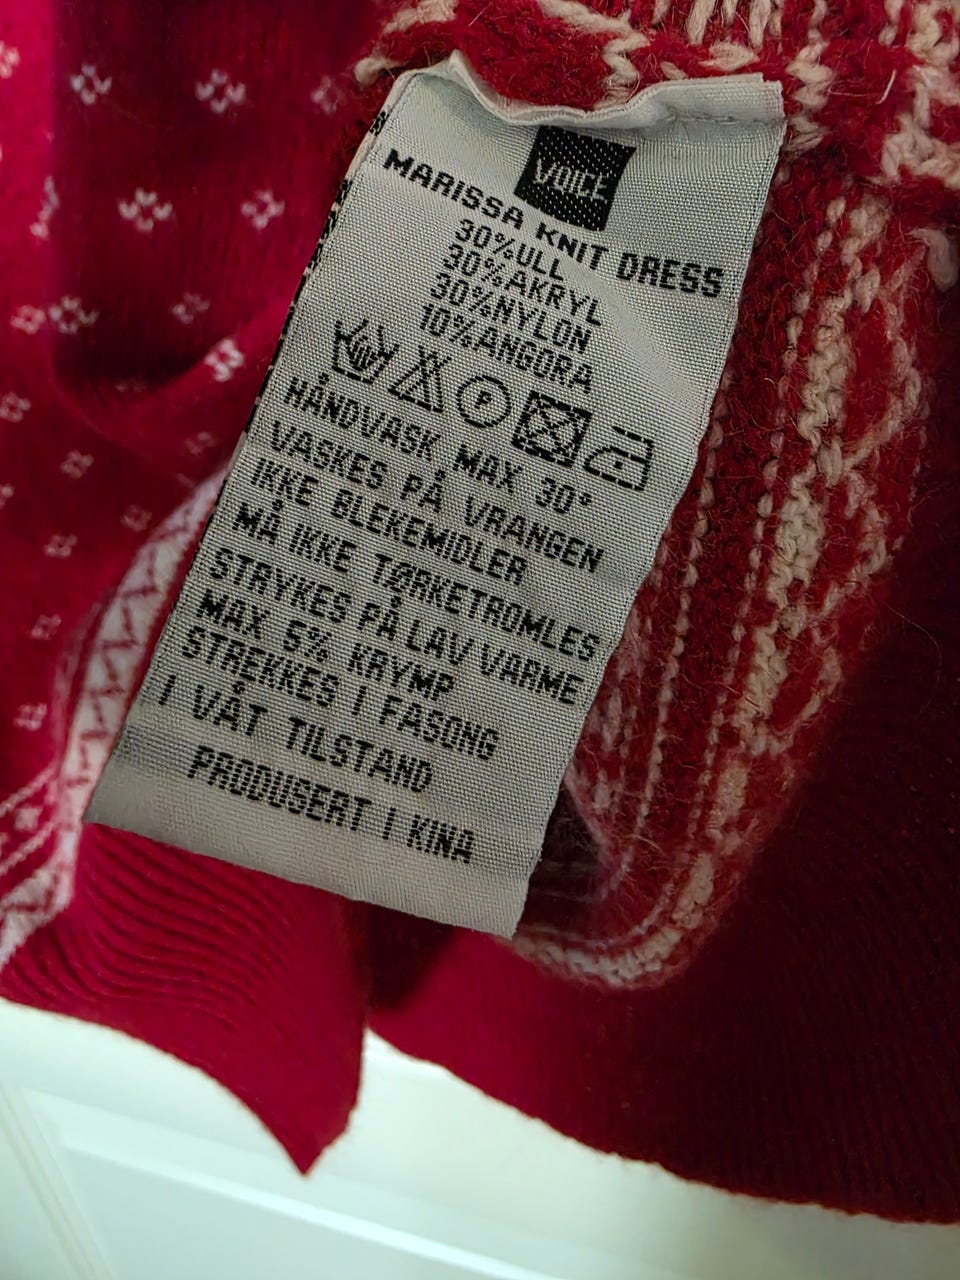 VOICE
MARISSA KNIT DRESS
30%ULL
30%AKRYL
30%NYLON
10%ANGORA
P
HÅNDVASK MAX 30°
VASKES PÅ VRANGEN
IKKE BLEKEMIDLER
MÅ IKKE TØRKETROMLES
STRYKES PÅ LAV VARME
MAX 5% KRYMP
STREKKES I FASONG
I VÅT TILSTAND
PRODUSERT I KINA